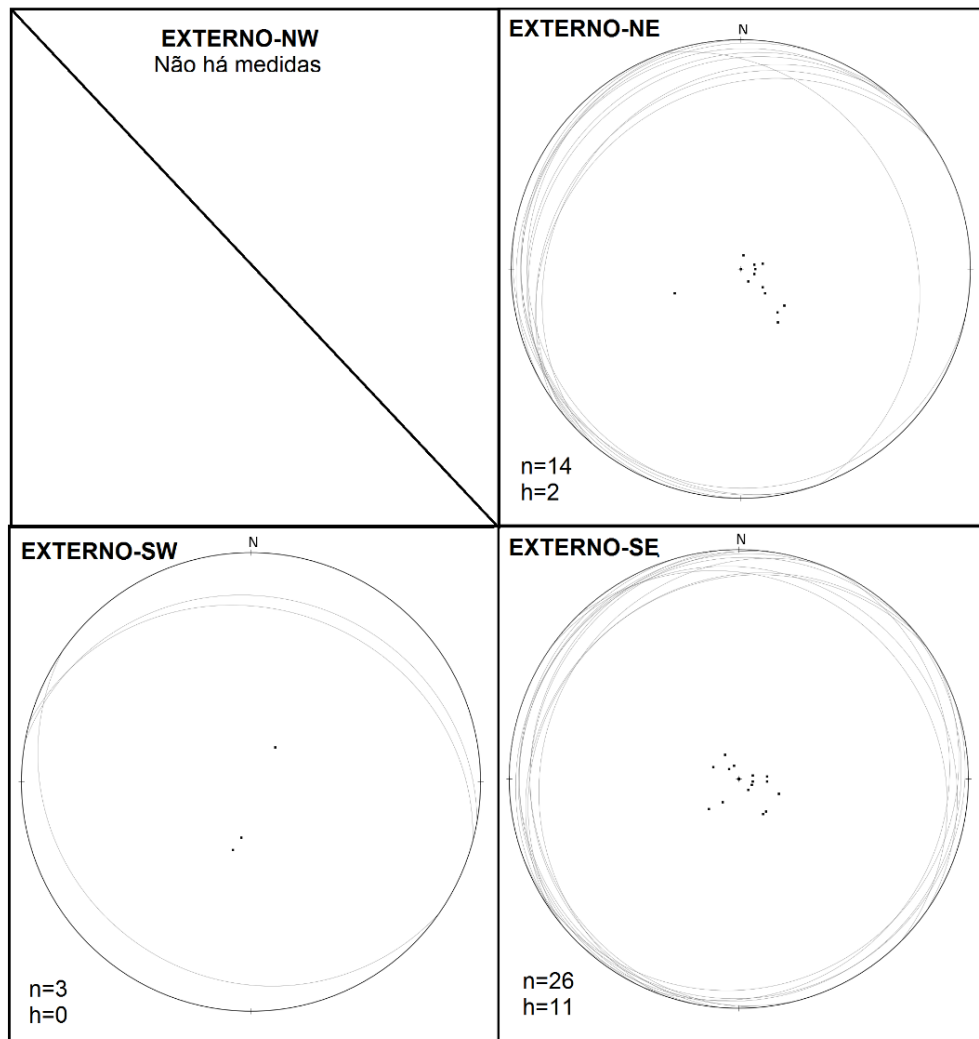 EXTERNO-NW
Não há medidas
EXTERNO-NE
N
n=14
h=2
EXTERNO-SW
N
n=3
h=0
EXTERNO-SE
N
n=26
h=11